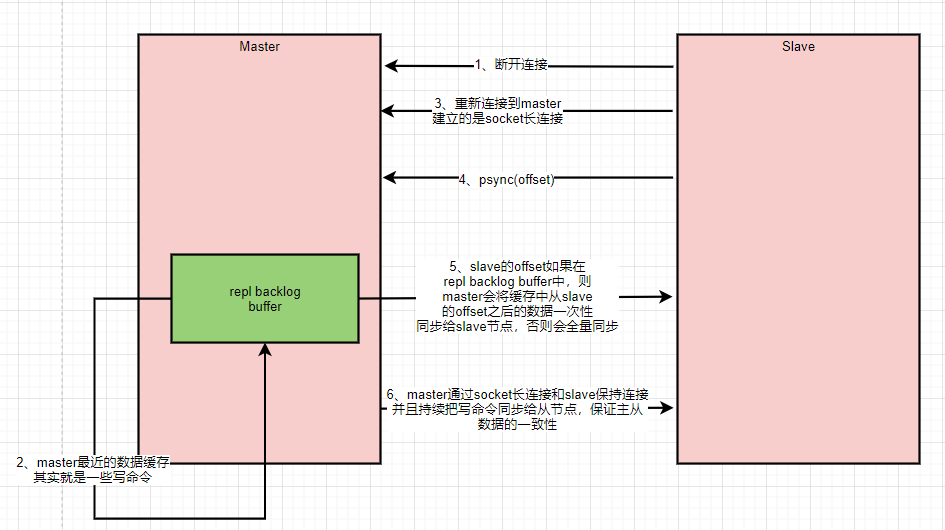 Master
Slave
1、断开连接
3、重新连接到master
建立的是socket长连接
4、psync(offset)
repl backlog
buffer
5、slave的offset如果在
repl backlog buffer中，则
master会将缓存中从slave
的offset之后的数据一次性
同步给slave节点，否则会全量同步
6、master通过socket长连接和slave保持连接
并且持续把写命令同步给从节点，保证主从
数据的一致性
2、master最近的数据缓存
其实就是一些写命令